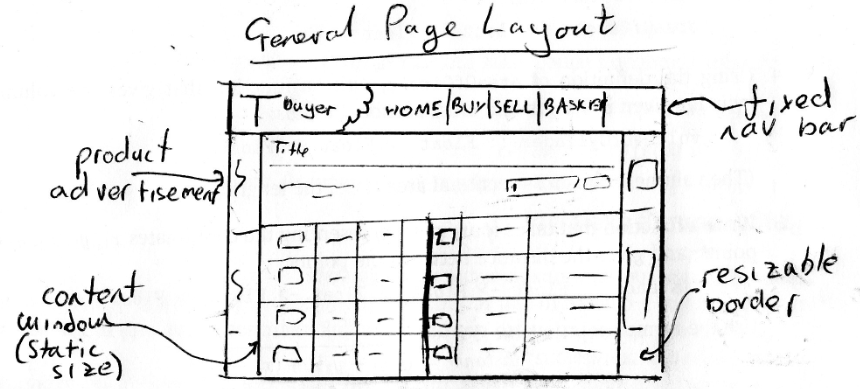 General Page Layout
T buyer HOME|BUY|SELL|BASKET
fixed
nav bar
Title
product
advertisement
content
window
(static
size)
resizable
border